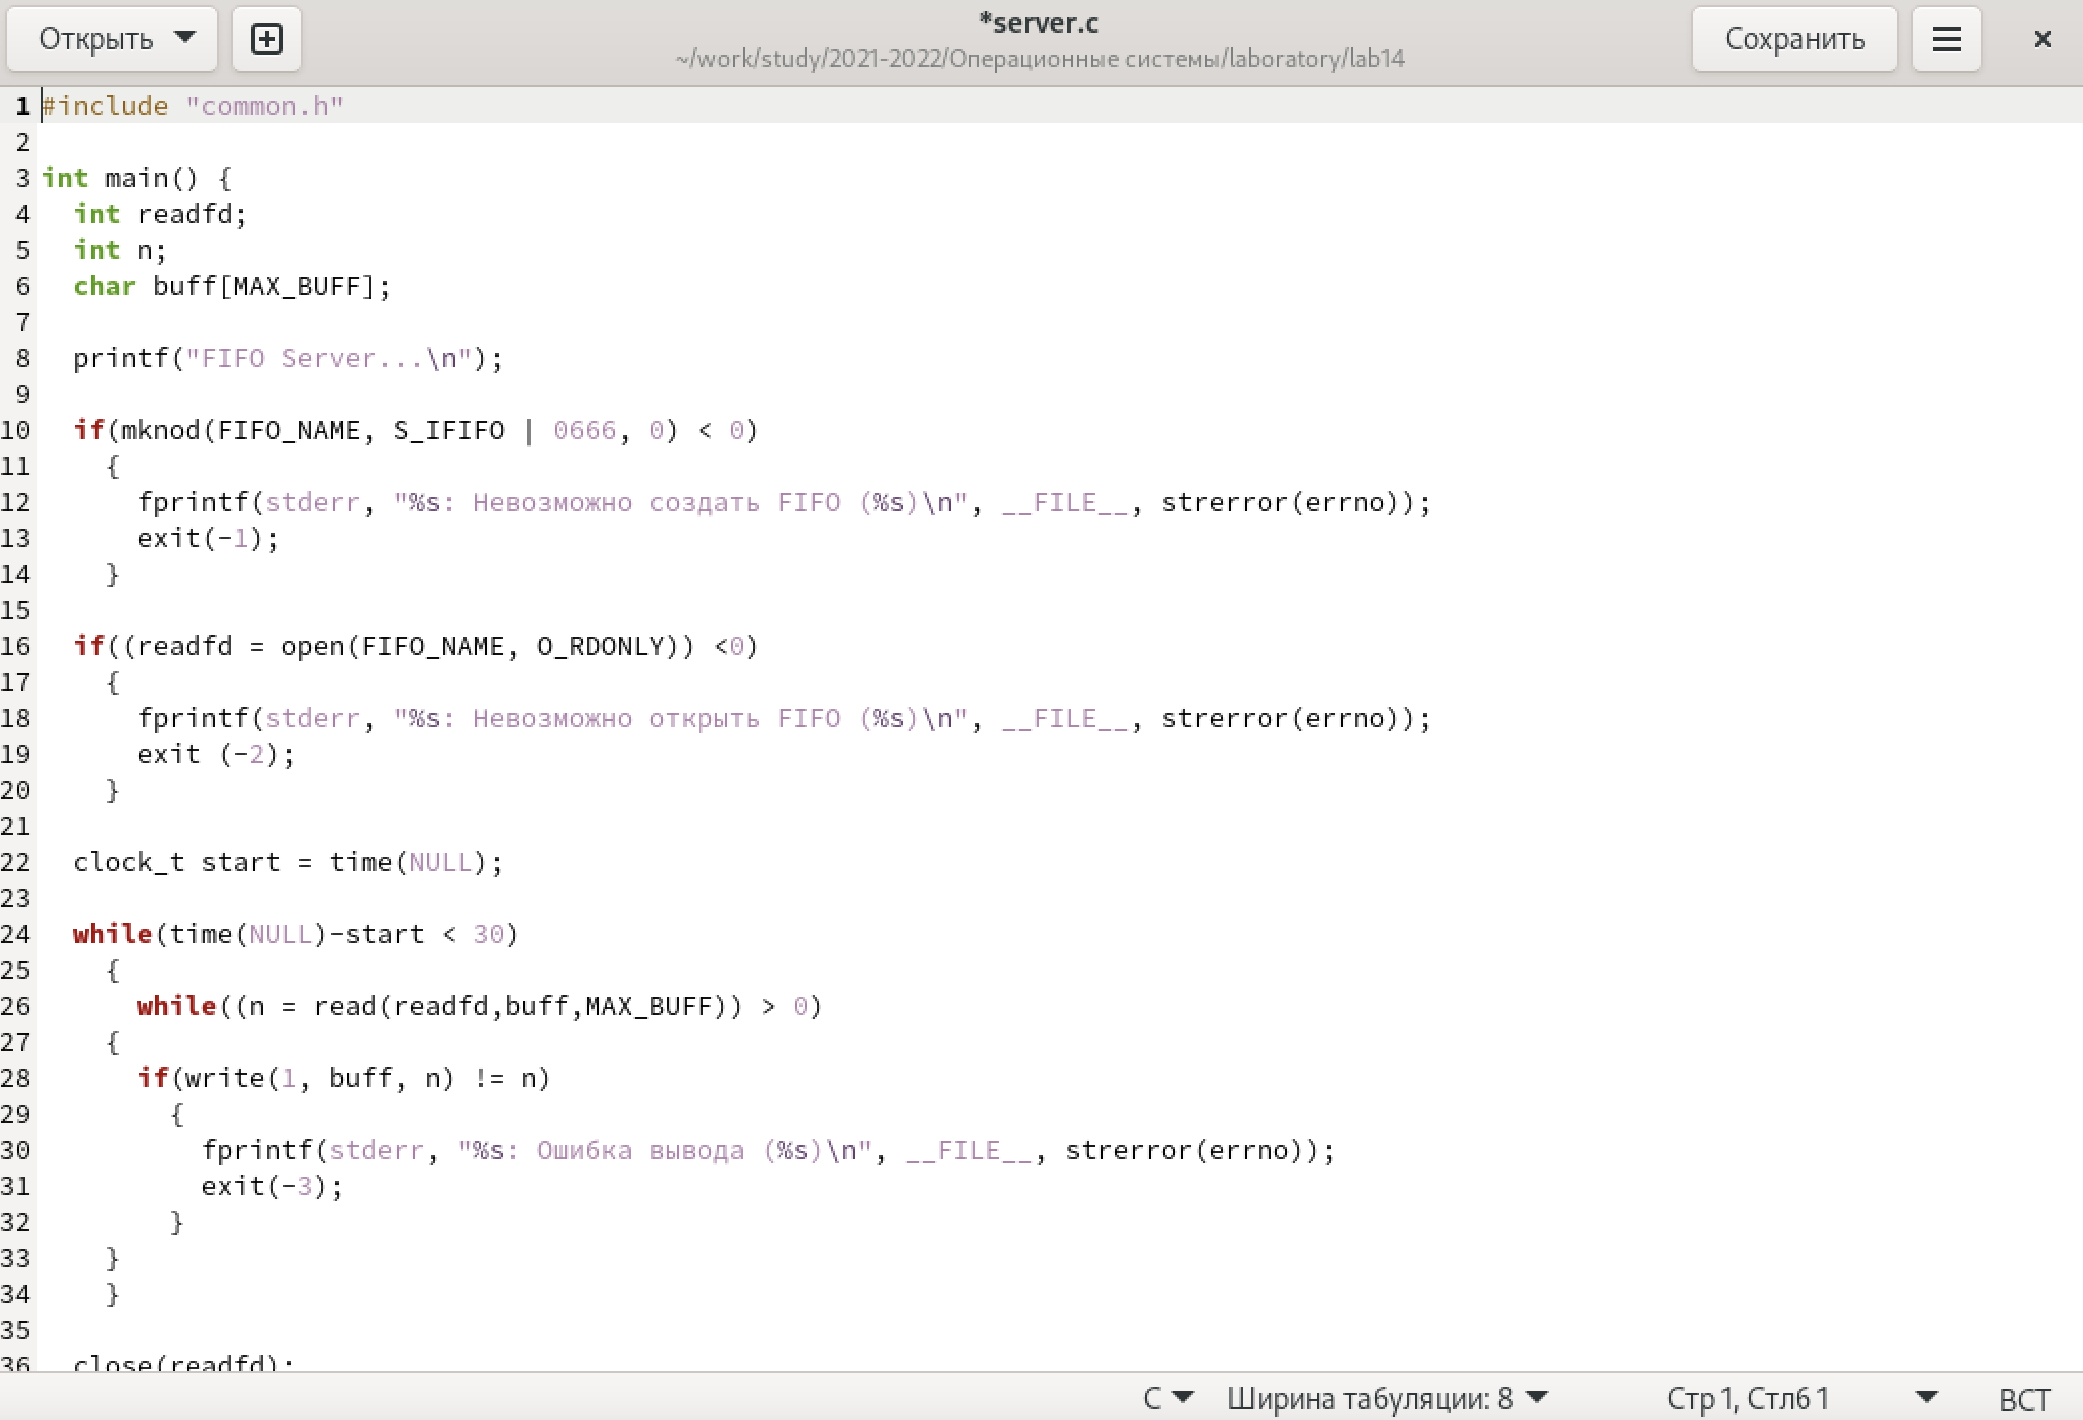 Открыть
*server.c
~/work/study/2021-2022/Операционные системы/laboratory/lab14
Сохранить
1 #include "common.h"
2
3 int main() {
4   int readfd;
5   int n;
6   char buff[MAX_BUFF];
7
8   printf("FIFO Server...\n");
9
10   if(mknod(FIFO_NAME, S_IFIFO | 0666, 0) < 0)
11     {
12       fprintf(stderr, "%s: Невозможно создать FIFO (%s)\n", __FILE__, strerror(errno));
13       exit(-1);
14     }
15
16   if((readfd = open(FIFO_NAME, O_RDONLY)) <0)
17     {
18       fprintf(stderr, "%s: Невозможно открыть FIFO (%s)\n", __FILE__, strerror(errno));
19       exit (-2);
20     }
21
22   clock_t start = time(NULL);
23
24   while(time(NULL)-start < 30)
25     {
26       while((n = read(readfd,buff,MAX_BUFF)) > 0)
27     {
28       if(write(1, buff, n) != n)
29         {
30           fprintf(stderr, "%s: Ошибка вывода (%s)\n", __FILE__, strerror(errno));
31           exit(-3);
32         }
33     }
34     }
35
36   close(readfd);
C Ширина табуляции: 8 Стр 1, Стлб 1 ВСТ